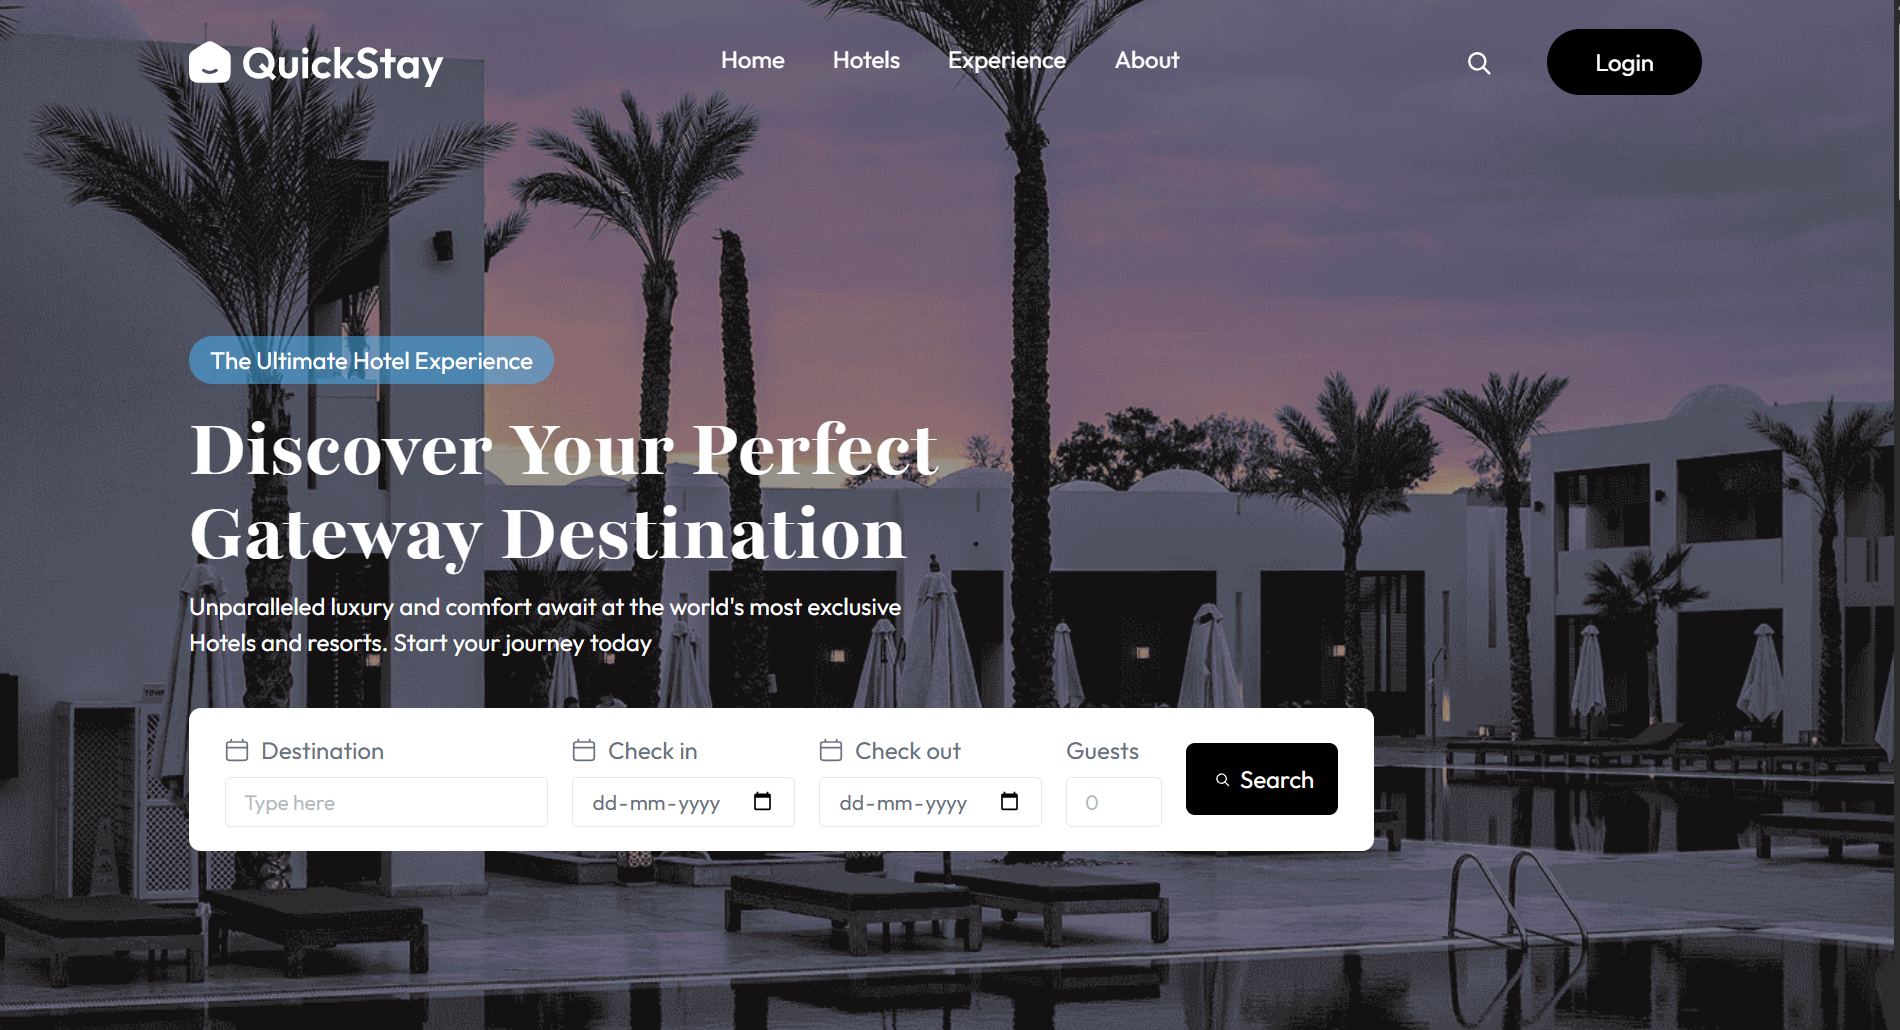 QuickStay
Home
Hotels
Experience
About
Login
The Ultimate Hotel Experience
Discover Your Perfect
Gateway Destination
Unparalleled luxury and comfort await at the world's most exclusive
Hotels and resorts. Start your journey today
Destination
Check in
Check out
Guests
Type here
dd-mm-yyyy
dd-mm-yyyy
0
Search